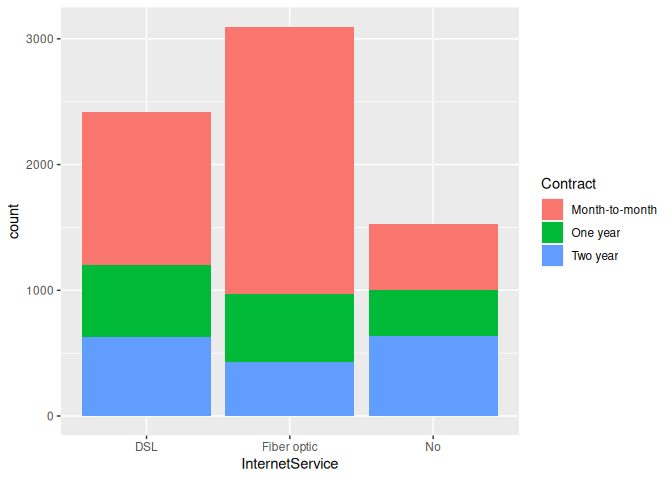 3000
2000
1000
0
count
DSL
Fiber optic
No
InternetService
Contract
Month-to-month
One year
Two year